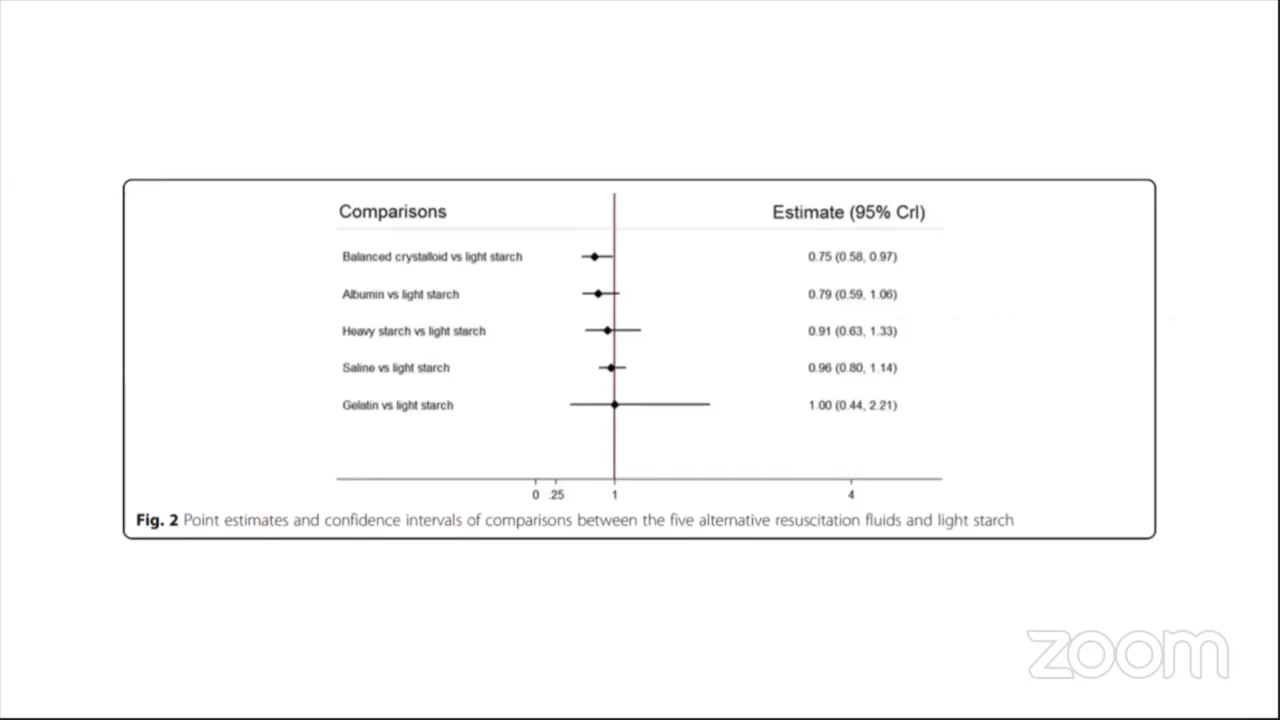 Comparisons Estimate (95% CrI)
Balanced crystalloid vs light starch 0.75 (0.58, 0.97)
Albumin vs light starch 0.79 (0.59, 1.06)
Heavy starch vs light starch 0.91 (0.63, 1.33)
Saline vs light starch 0.96 (0.80, 1.14)
Gelatin vs light starch 1.00 (0.44, 2.21)
0 .25 1 4
Fig. 2 Point estimates and confidence intervals of comparisons between the five alternative resuscitation fluids and light starch
zoom